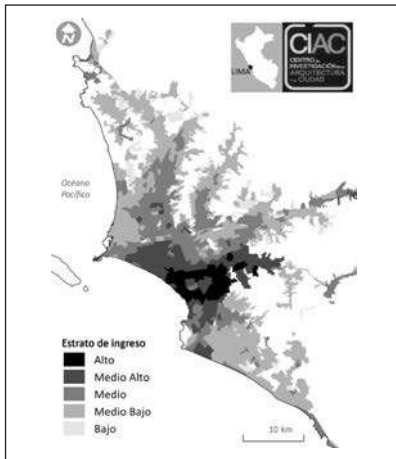 N
LIMA
CIAC
CENTRO DE
INVESTIGACIÓN DE LA
ARQUITECTURA
Y LA CIUDAD
Océano
Pacífico
Estrato de ingreso
Alto
Medio Alto
Medio
Medio Bajo
Bajo
10 km